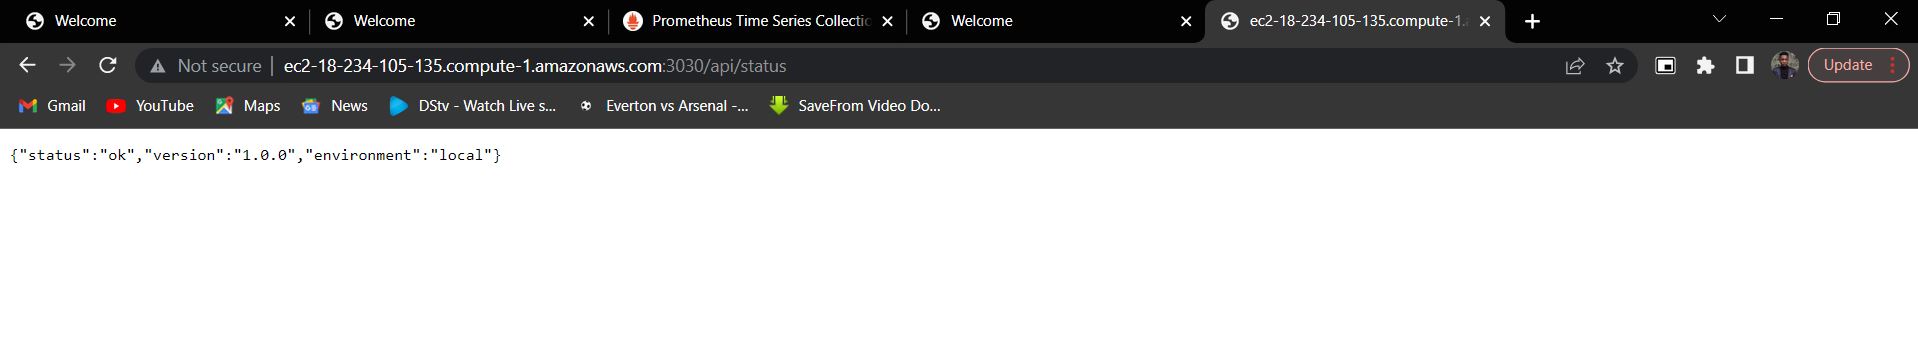 Welcome Welcome Prometheus Time Series Collectio Welcome ec2-18-234-105-135.compute-1.a
Not secure ec2-18-234-105-135.compute-1.amazonaws.com:3030/api/status Update
Gmail YouTube Maps News DStv - Watch Live s... Everton vs Arsenal -... SaveFrom Video Do...
{"status":"ok","version":"1.0.0","environment":"local"}